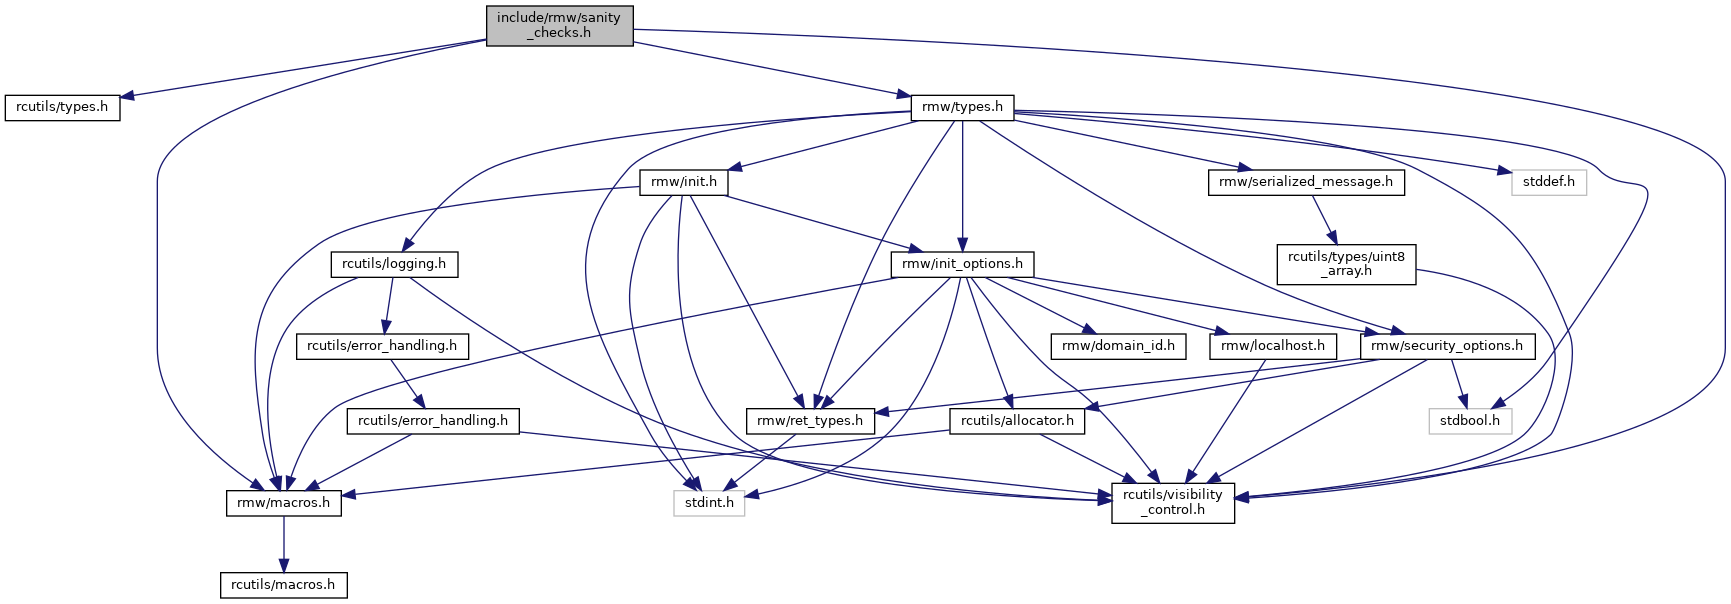 include/rmw/sanity
_checks.h
rcutils/types.h
rmw/types.h
rmw/init.h
rmw/serialized_message.h
stddef.h
rcutils/logging.h
rmw/init_options.h
rcutils/types/uint8
_array.h
rcutils/error_handling.h
rmw/domain_id.h
rmw/localhost.h
rmw/security_options.h
rcutils/error_handling.h
rmw/ret_types.h
rcutils/allocator.h
stdbool.h
rmw/macros.h
stdint.h
rcutils/visibility
_control.h
rcutils/macros.h